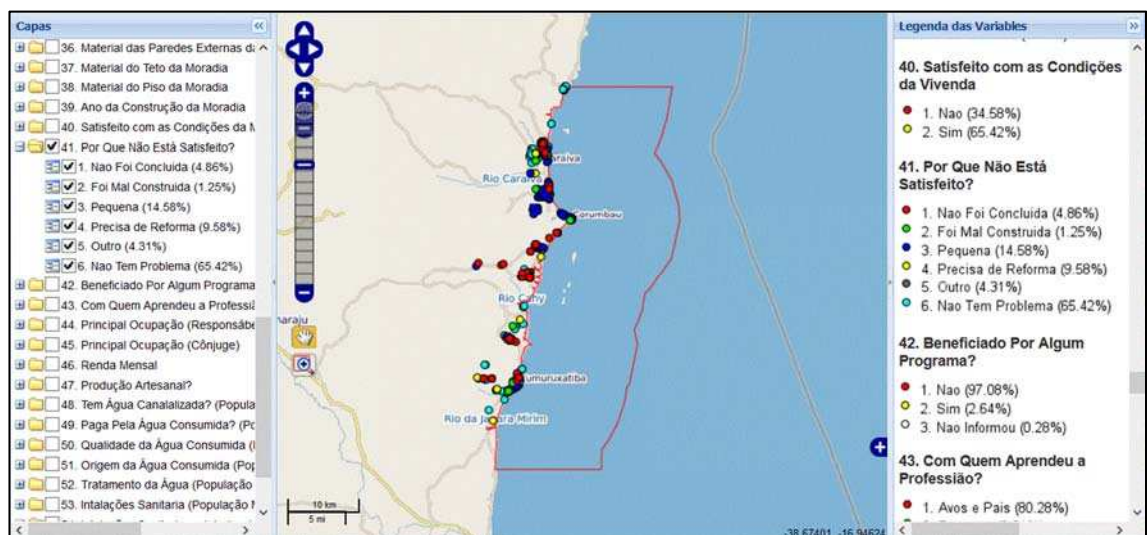 Capas
36. Material das Paredes Externas da
37. Material do Teto da Moradia
38. Material do Piso da Moradia
39. Ano da Construção da Moradia
40. Satisfeito com as Condições da M
41. Por Que Não Está Satisfeito?
1. Nao Foi Concluida (4.86%)
2. Foi Mal Construida (1.25%)
3. Pequena (14.58%)
4. Precisa de Reforma (9.58%)
5. Outro (4.31%)
6. Nao Tem Problema (65.42%)
42. Beneficiado Por Algum Programa
43. Com Quem Aprendeu a Professi
44. Principal Ocupação (Responsábe
45. Principal Ocupação (Cônjuge)
46. Renda Mensal
47. Produção Artesanal?
48. Tem Água Canalalizada? (Popula
49. Paga Pela Água Consumida? (Po
50. Qualidade da Água Consumida (
51. Origem da Água Consumida (Pop
52. Tratamento da Água (População
53. Intalações Sanitaria (População M
araiva
Rio Caraíva
Corumbau
Rio Cahy
maraju
umuruxatiba
Rio da Mirim
10 km
5 mi
-38.67401, -16.94624
Legenda das Variables
40. Satisfeito com as Condições
da Vivenda
1. Nao (34.58%)
2. Sim (65.42%)
41. Por Que Não Está
Satisfeito?
1. Nao Foi Concluida (4.86%)
2. Foi Mal Construida (1.25%)
3. Pequena (14.58%)
4. Precisa de Reforma (9.58%)
5. Outro (4.31%)
6. Nao Tem Problema (65.42%)
42. Beneficiado Por Algum
Programa?
1. Nao (97.08%)
2. Sim (2.64%)
3. Nao Informou (0.28%)
43. Com Quem Aprendeu a
Professião?
1. Avos e Pais (80.28%)